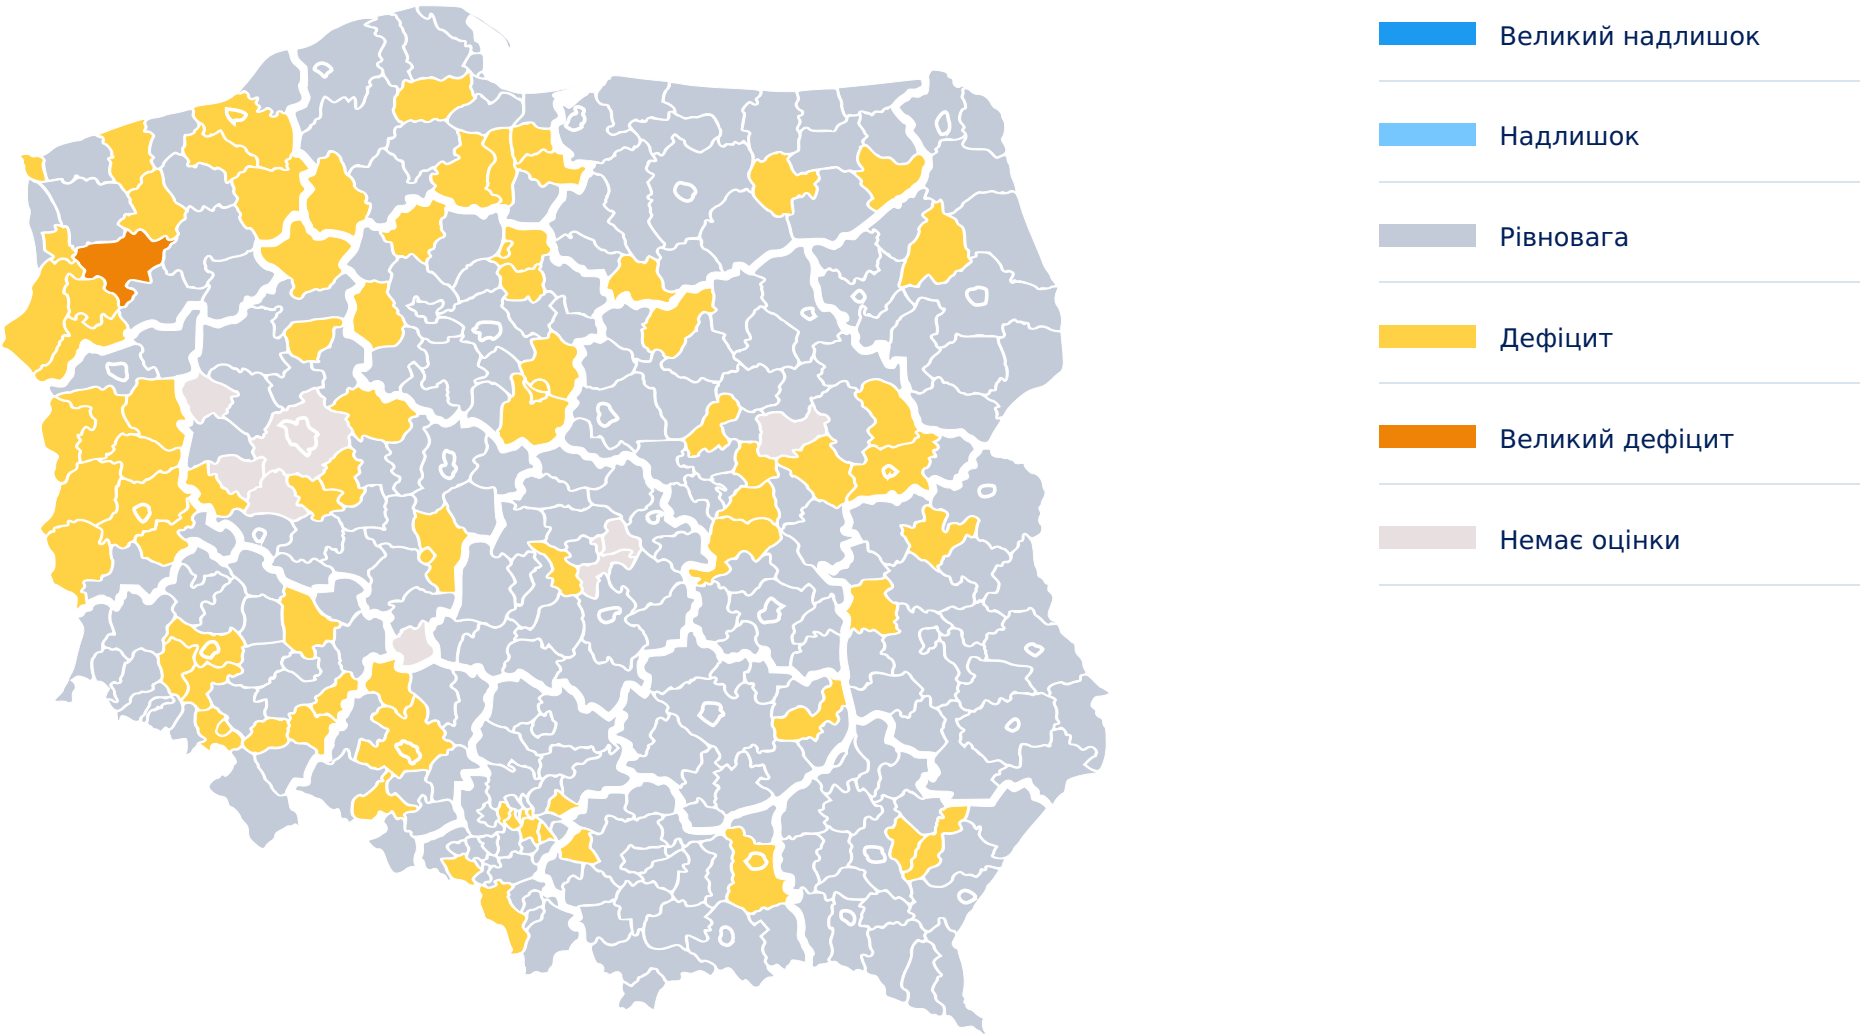 Великий надлишок
Надлишок
Рівновага
Дефіцит
Великий дефіцит
Немає оцінки